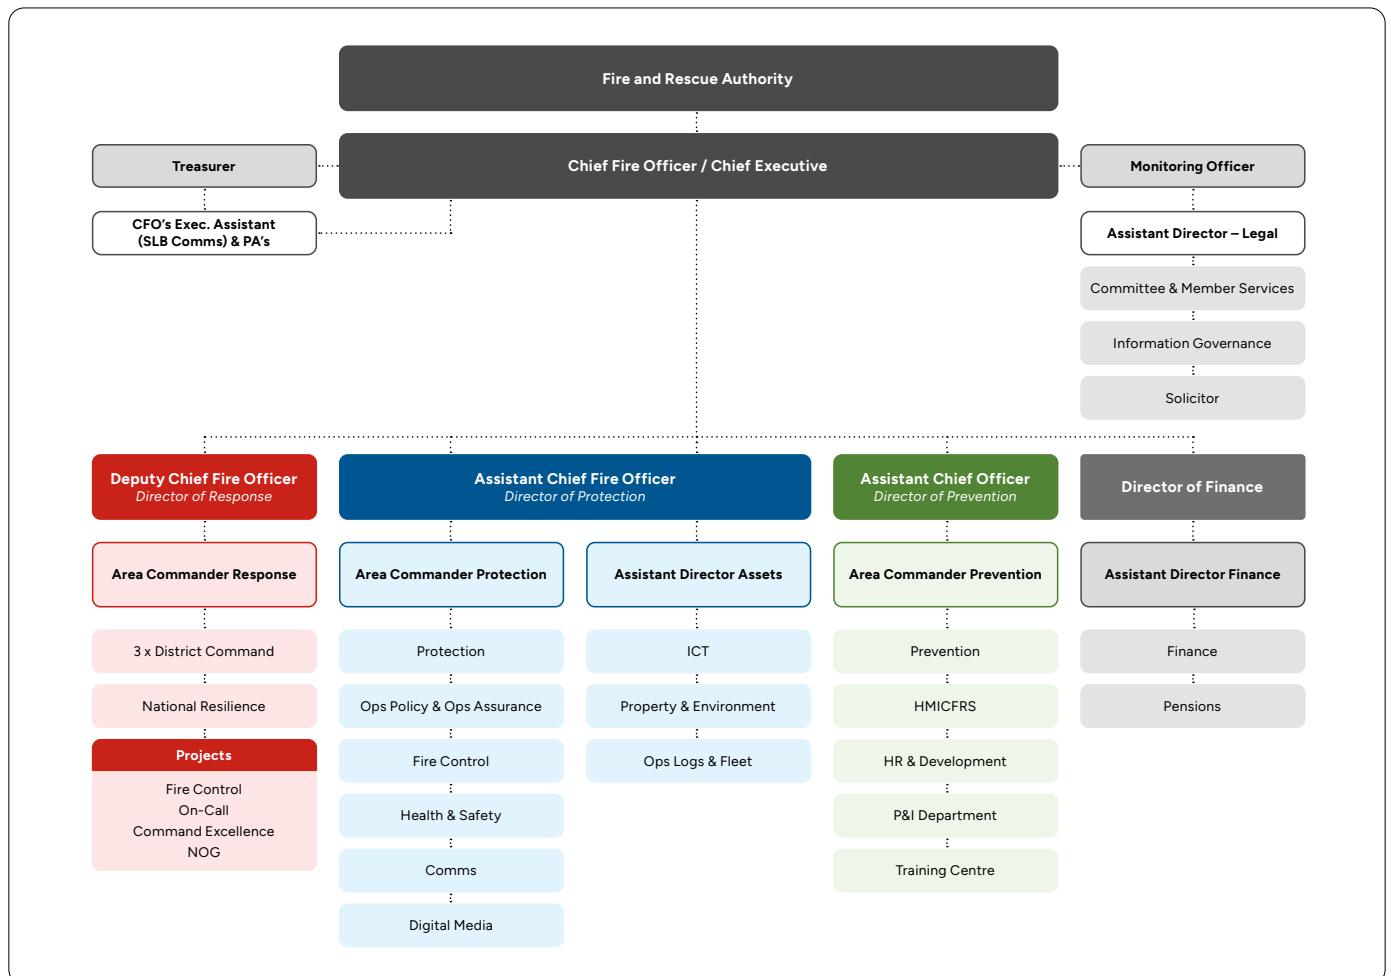 Fire and Rescue Authority
Treasurer
Chief Fire Officer / Chief Executive
Monitoring Officer
CFO’s Exec. Assistant
(SLB Comms) & PA’s
Assistant Director – Legal
Committee & Member Services
Information Governance
Solicitor
Deputy Chief Fire Officer
Director of Response
Assistant Chief Fire Officer
Director of Protection
Assistant Chief Officer
Director of Prevention
Director of Finance
Area Commander Response
Area Commander Protection
Assistant Director Assets
Area Commander Prevention
Assistant Director Finance
3 x District Command
National Resilience
Projects
Fire Control
On-Call
Command Excellence
NOG
Protection
Ops Policy & Ops Assurance
Fire Control
Health & Safety
Comms
Digital Media
ICT
Property & Environment
Ops Logs & Fleet
Prevention
HMICFRS
HR & Development
P&I Department
Training Centre
Finance
Pensions